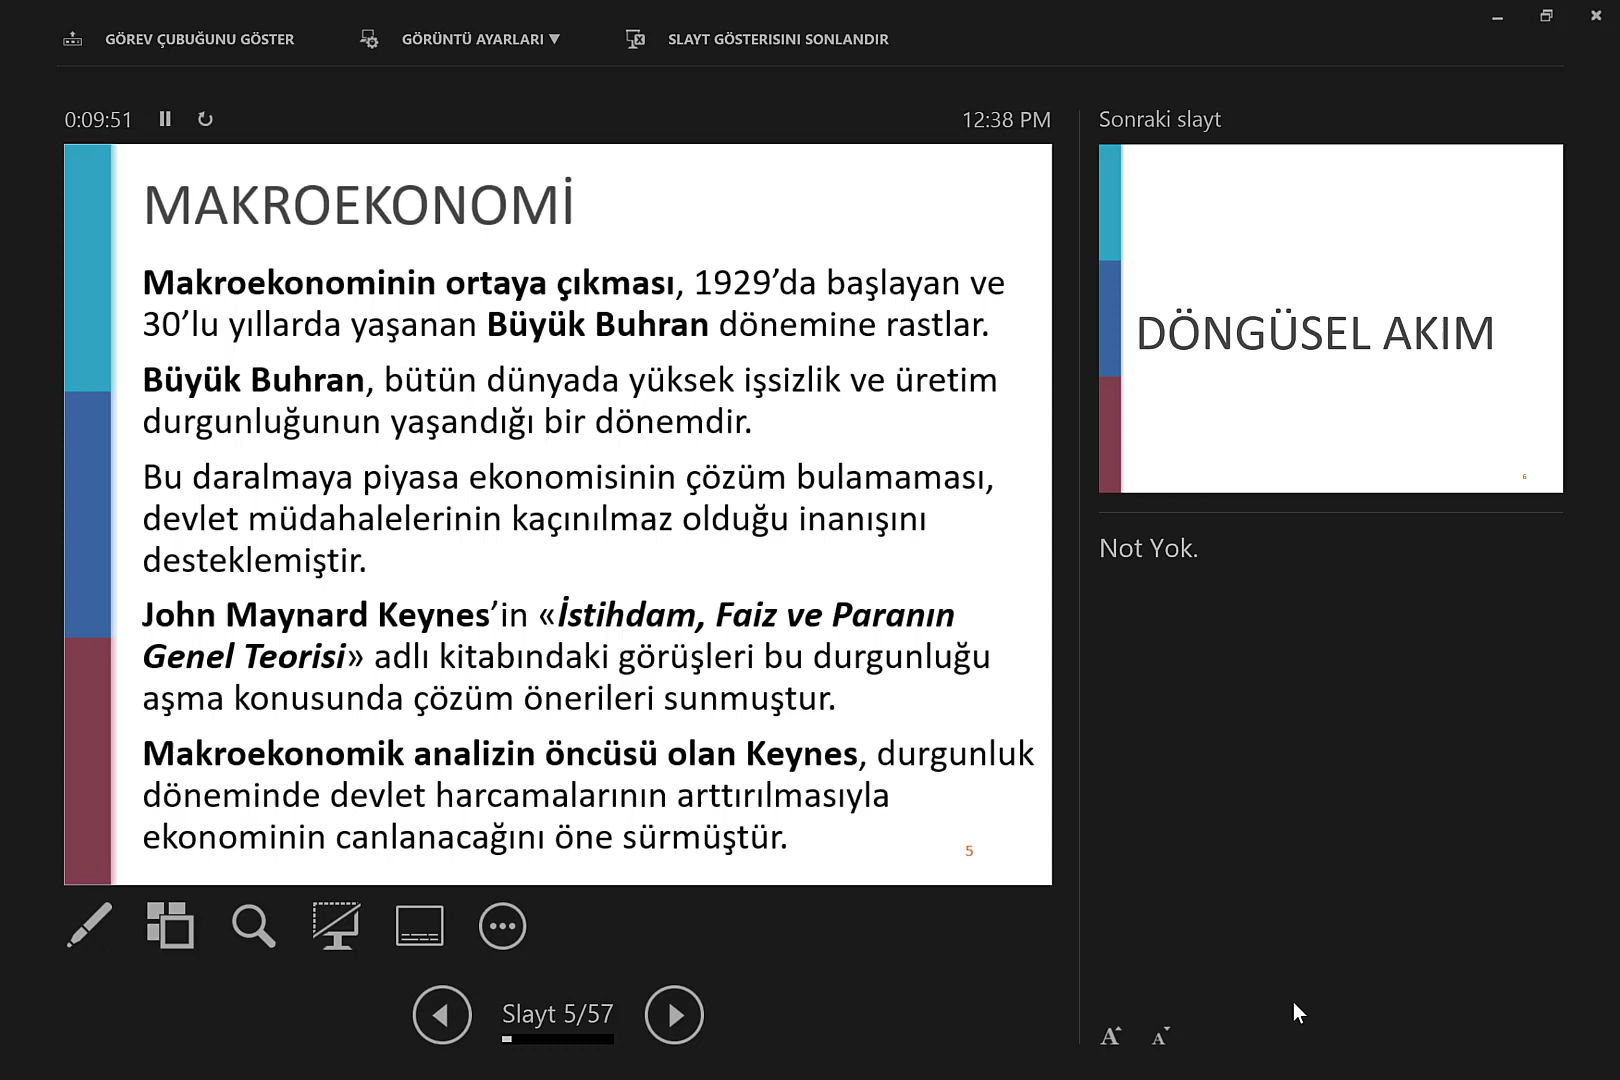 GÖREV ÇUBUĞUNU GÖSTER
GÖRÜNTÜ AYARLARI ▼
SLAYT GÖSTERISINI SONLANDIR
0:09:51
12:38 PM
MAKROEKONOMİ
Makroekonominin ortaya çıkması, 1929’da başlayan ve
30’lu yıllarda yaşanan Büyük Buhran dönemine rastlar.
Büyük Buhran, bütün dünyada yüksek işsizlik ve üretim
durgunluğunun yaşandığı bir dönemdir.
Bu daralmaya piyasa ekonomisinin çözüm bulamaması,
devlet müdahalelerinin kaçınılmaz olduğu inanışını
desteklemiştir.
John Maynard Keynes’in «İstihdam, Faiz ve Paranın
Genel Teorisi» adlı kitabındaki görüşleri bu durgunluğu
aşma konusunda çözüm önerileri sunmuştur.
Makroekonomik analizin öncüsü olan Keynes, durgunluk
döneminde devlet harcamalarının arttırılmasıyla
ekonominin canlanacağını öne sürmüştür.
5
Slayt 5/57
Sonraki slayt
DÖNGÜSEL AKIM
6
Not Yok.
A A